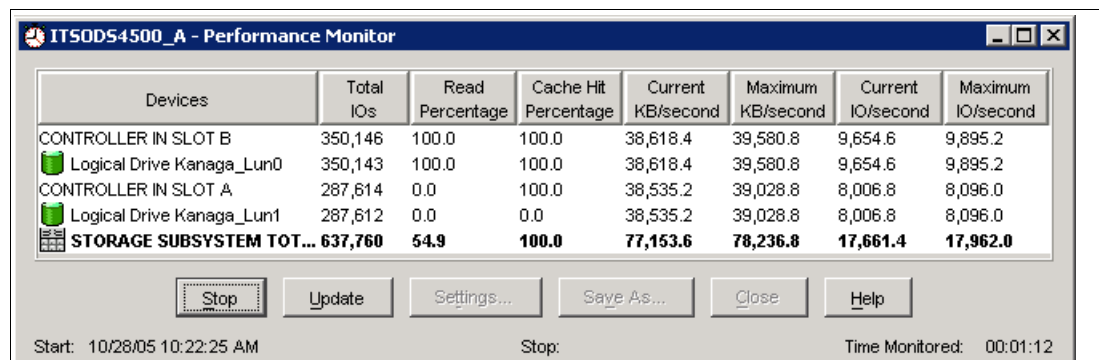 ITSODS4500_A - Performance Monitor
Devices Total IOs Read Percentage Cache Hit Percentage Current KB/second Maximum KB/second Current IO/second Maximum IO/second
CONTROLLER IN SLOT B 350,146 100.0 100.0 38,618.4 39,580.8 9,654.6 9,895.2
Logical Drive Kanaga_Lun0 350,143 100.0 100.0 38,618.4 39,580.8 9,654.6 9,895.2
CONTROLLER IN SLOT A 287,614 0.0 100.0 38,535.2 39,028.8 8,006.8 8,096.0
Logical Drive Kanaga_Lun1 287,612 0.0 0.0 38,535.2 39,028.8 8,006.8 8,096.0
STORAGE SUBSYSTEM TOT... 637,760 54.9 100.0 77,153.6 78,236.8 17,661.4 17,962.0
Stop Update Settings... Save As... Close Help
Start: 10/28/05 10:22:25 AM Stop: Time Monitored: 00:01:12